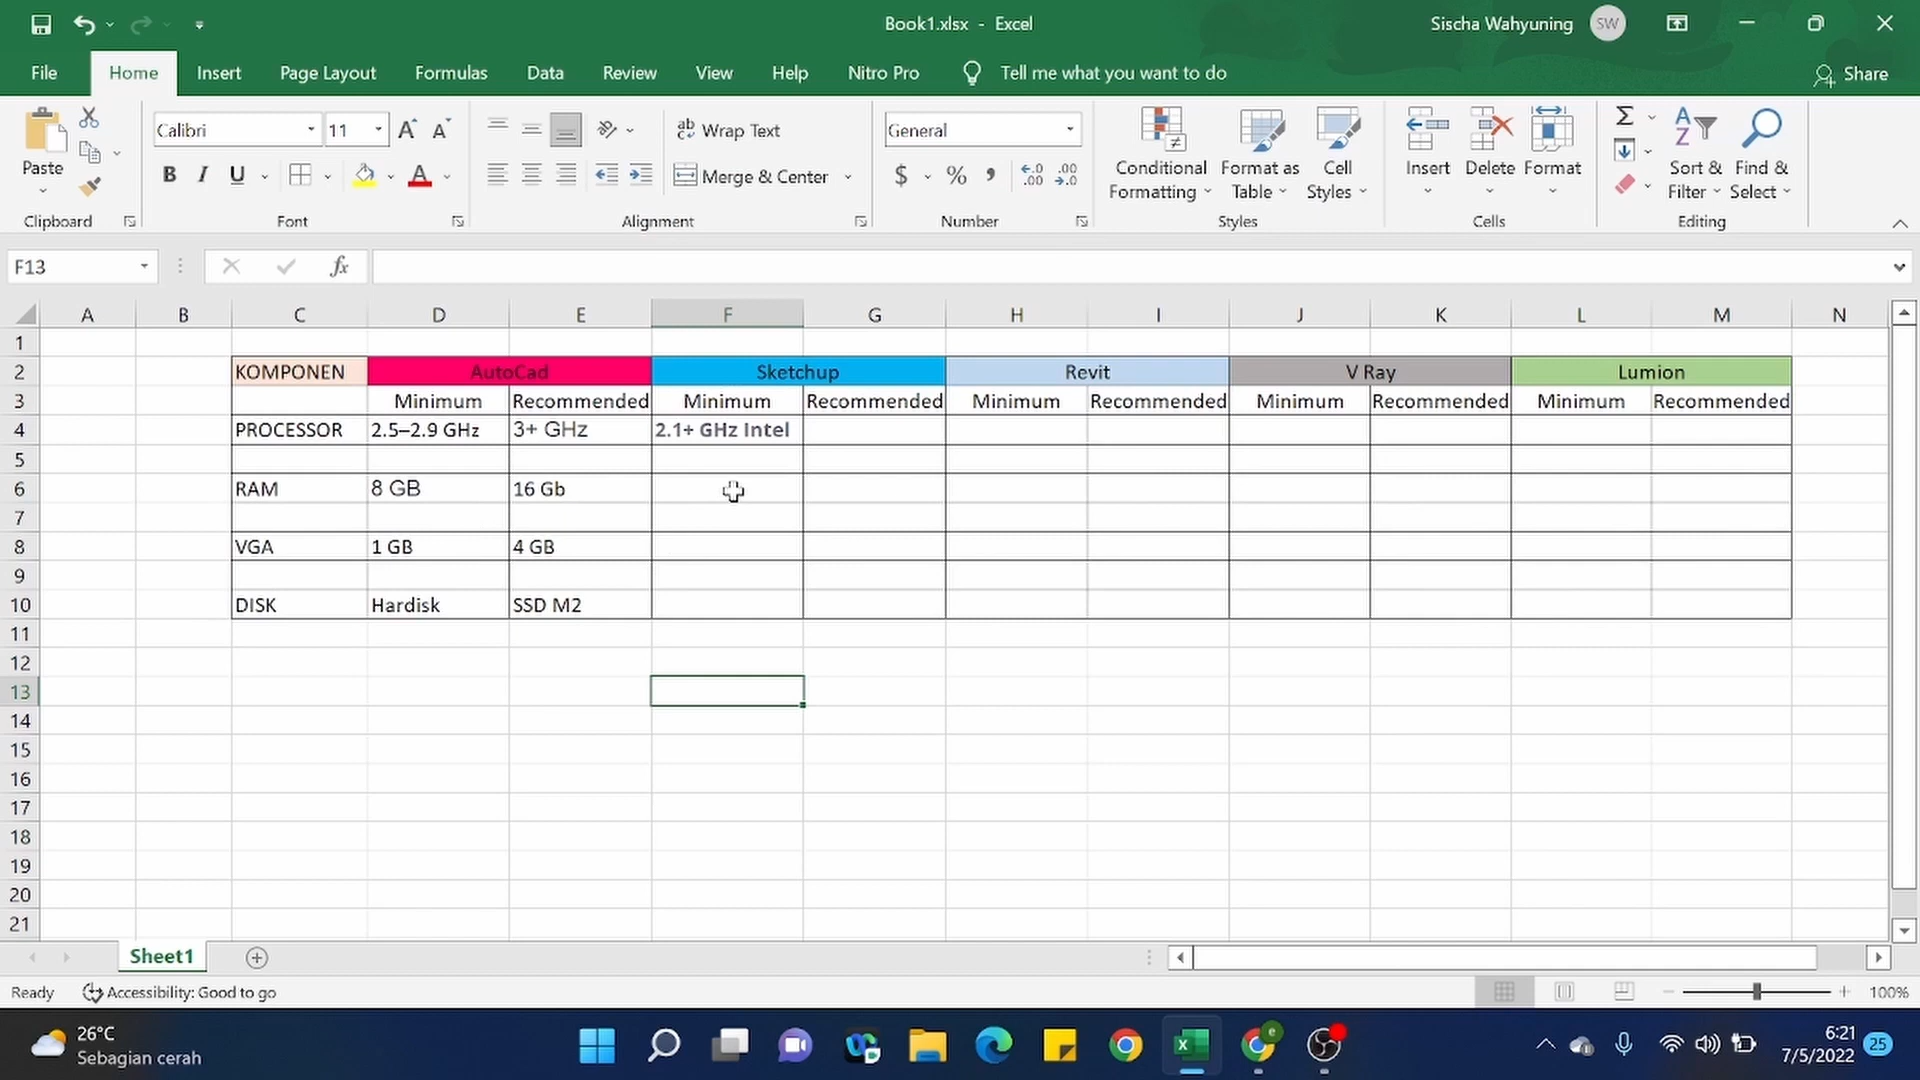 Book1.xlsx - Excel
Sischa Wahyuning
SW
File Home Insert Page Layout Formulas Data Review View Help Nitro Pro Tell me what you want to do Share
Paste
Clipboard
Calibri 11
B I U
Font
Wrap Text
Merge & Center
Alignment
General
$ % ,
Number
Conditional Formatting
Format as Table
Cell Styles
Styles
Insert Delete Format
Cells
Sort & Filter
Find & Select
Editing
F13
fx
A B C D E F G H I J K L M N
1
2 KOMPONEN AutoCad Sketchup Revit V Ray Lumion
3 Minimum Recommended Minimum Recommended Minimum Recommended Minimum Recommended Minimum Recommended
4 PROCESSOR 2.5–2.9 GHz 3+ GHz 2.1+ GHz Intel
5
6 RAM 8 GB 16 Gb
7
8 VGA 1 GB 4 GB
9
10 DISK Hardisk SSD M2
11
12
13
14
15
16
17
18
19
20
21
Sheet1
Ready Accessibility: Good to go 100%
26°C
Sebagian cerah
6:21
7/5/2022
25